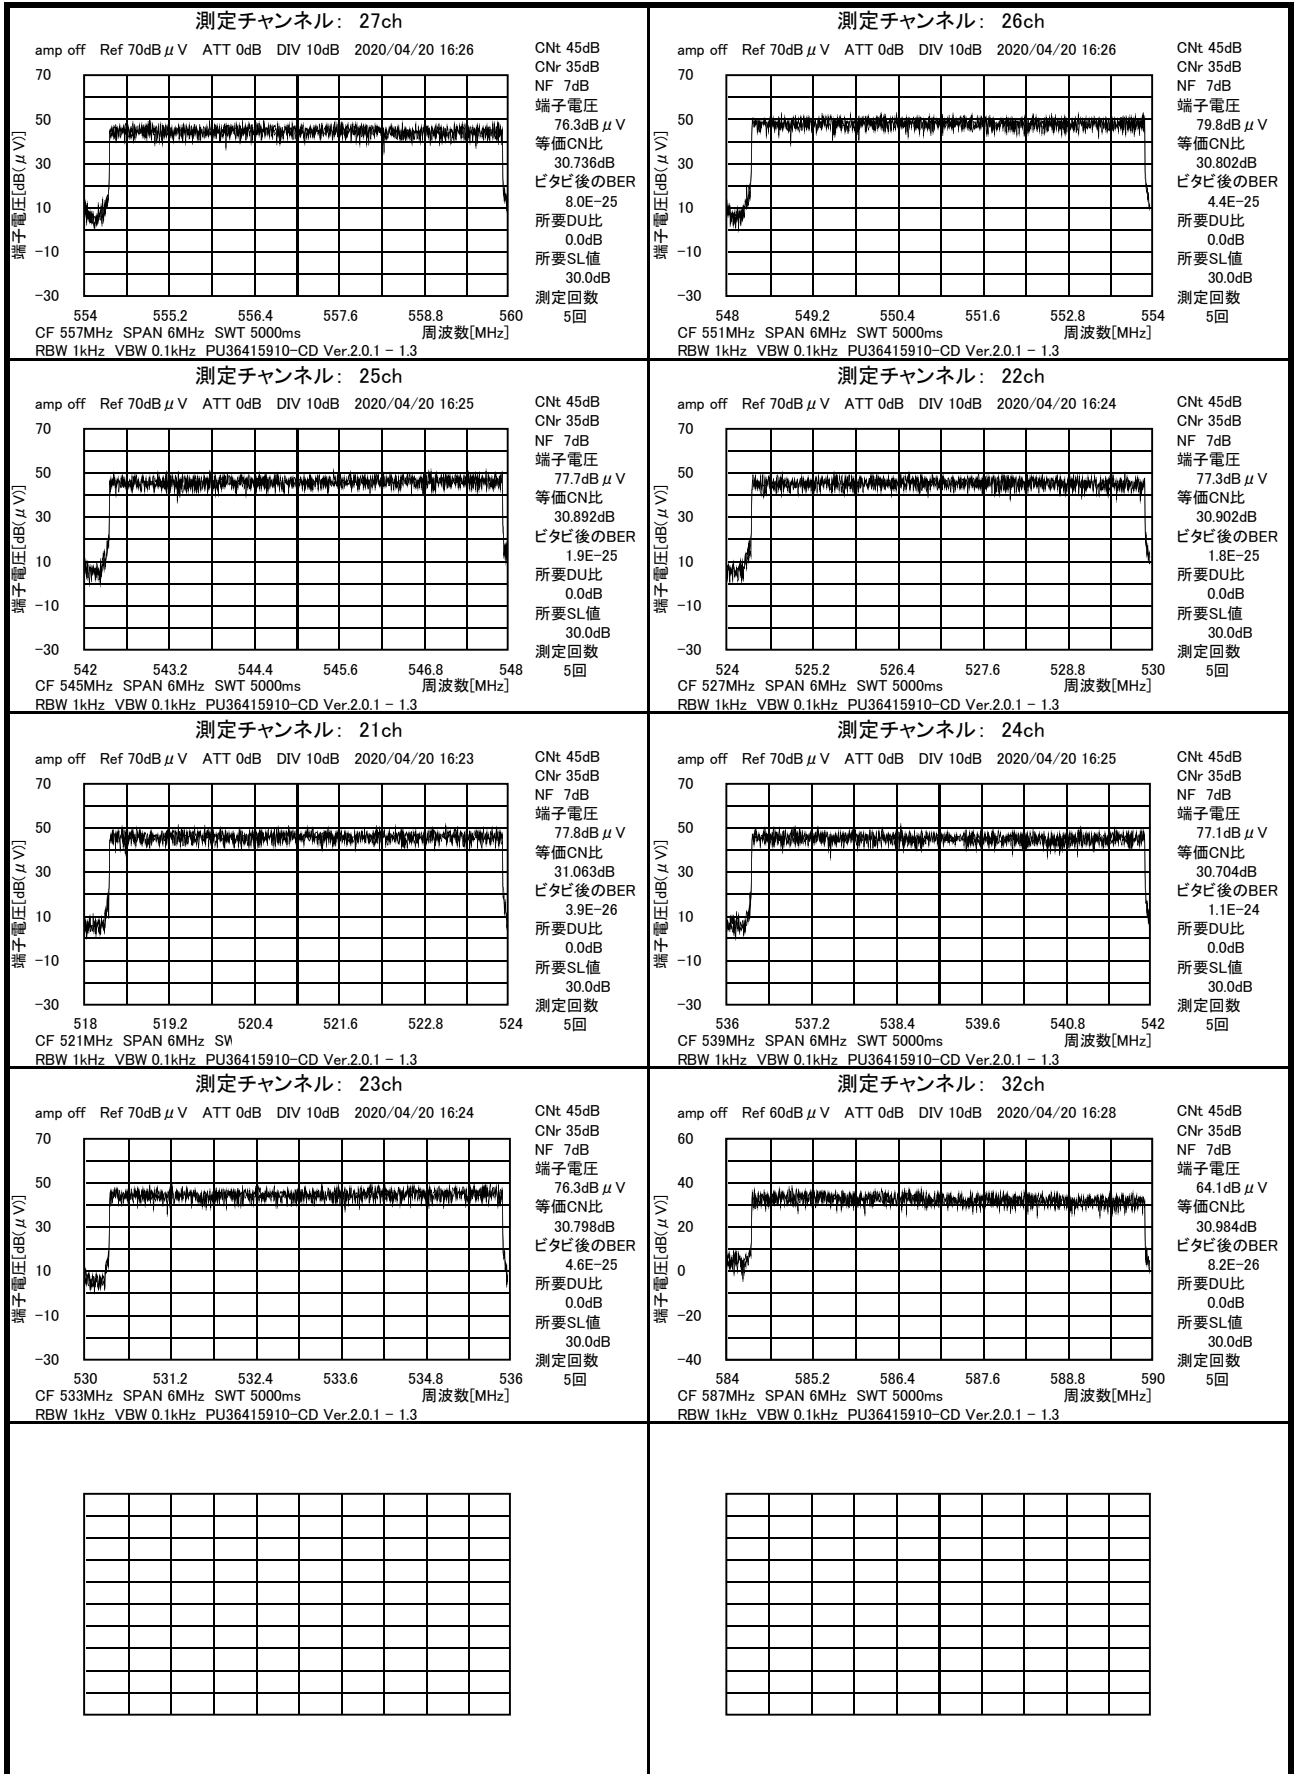 測定チャンネル: 27ch
amp off Ref 70dBμV ATT 0dB DIV 10dB 2020/04/20 16:26
CNt 45dB
CNr 35dB
NF 7dB
端子電圧
76.3dBμV
等価CN比
30.736dB
ビタビ後のBER
8.0E-25
所要DU比
0.0dB
所要SL値
30.0dB
測定回数
5回
端子電圧[dB(μV)]
70
50
30
10
-10
-30
554 555.2 556.4 557.6 558.8 560
CF 557MHz SPAN 6MHz SWT 5000ms 周波数[MHz]
RBW 1kHz VBW 0.1kHz PU36415910-CD Ver.2.0.1 - 1.3
測定チャンネル: 26ch
amp off Ref 70dBμV ATT 0dB DIV 10dB 2020/04/20 16:26
CNt 45dB
CNr 35dB
NF 7dB
端子電圧
79.8dBμV
等価CN比
30.802dB
ビタビ後のBER
4.4E-25
所要DU比
0.0dB
所要SL値
30.0dB
測定回数
5回
端子電圧[dB(μV)]
70
50
30
10
-10
-30
548 549.2 550.4 551.6 552.8 554
CF 551MHz SPAN 6MHz SWT 5000ms 周波数[MHz]
RBW 1kHz VBW 0.1kHz PU36415910-CD Ver.2.0.1 - 1.3
測定チャンネル: 25ch
amp off Ref 70dBμV ATT 0dB DIV 10dB 2020/04/20 16:25
CNt 45dB
CNr 35dB
NF 7dB
端子電圧
77.7dBμV
等価CN比
30.892dB
ビタビ後のBER
1.9E-25
所要DU比
0.0dB
所要SL値
30.0dB
測定回数
5回
端子電圧[dB(μV)]
70
50
30
10
-10
-30
542 543.2 544.4 545.6 546.8 548
CF 545MHz SPAN 6MHz SWT 5000ms 周波数[MHz]
RBW 1kHz VBW 0.1kHz PU36415910-CD Ver.2.0.1 - 1.3
測定チャンネル: 22ch
amp off Ref 70dBμV ATT 0dB DIV 10dB 2020/04/20 16:24
CNt 45dB
CNr 35dB
NF 7dB
端子電圧
77.3dBμV
等価CN比
30.902dB
ビタビ後のBER
1.8E-25
所要DU比
0.0dB
所要SL値
30.0dB
測定回数
5回
端子電圧[dB(μV)]
70
50
30
10
-10
-30
524 525.2 526.4 527.6 528.8 530
CF 527MHz SPAN 6MHz SWT 5000ms 周波数[MHz]
RBW 1kHz VBW 0.1kHz PU36415910-CD Ver.2.0.1 - 1.3
測定チャンネル: 21ch
amp off Ref 70dBμV ATT 0dB DIV 10dB 2020/04/20 16:23
CNt 45dB
CNr 35dB
NF 7dB
端子電圧
77.8dBμV
等価CN比
31.063dB
ビタビ後のBER
3.9E-26
所要DU比
0.0dB
所要SL値
30.0dB
測定回数
5回
端子電圧[dB(μV)]
70
50
30
10
-10
-30
518 519.2 520.4 521.6 522.8 524
CF 521MHz SPAN 6MHz SW
RBW 1kHz VBW 0.1kHz PU36415910-CD Ver.2.0.1 - 1.3
測定チャンネル: 24ch
amp off Ref 70dBμV ATT 0dB DIV 10dB 2020/04/20 16:25
CNt 45dB
CNr 35dB
NF 7dB
端子電圧
77.1dBμV
等価CN比
30.704dB
ビタビ後のBER
1.1E-24
所要DU比
0.0dB
所要SL値
30.0dB
測定回数
5回
端子電圧[dB(μV)]
70
50
30
10
-10
-30
536 537.2 538.4 539.6 540.8 542
CF 539MHz SPAN 6MHz SWT 5000ms 周波数[MHz]
RBW 1kHz VBW 0.1kHz PU36415910-CD Ver.2.0.1 - 1.3
測定チャンネル: 23ch
amp off Ref 70dBμV ATT 0dB DIV 10dB 2020/04/20 16:24
CNt 45dB
CNr 35dB
NF 7dB
端子電圧
76.3dBμV
等価CN比
30.798dB
ビタビ後のBER
4.6E-25
所要DU比
0.0dB
所要SL値
30.0dB
測定回数
5回
端子電圧[dB(μV)]
70
50
30
10
-10
-30
530 531.2 532.4 533.6 534.8 536
CF 533MHz SPAN 6MHz SWT 5000ms 周波数[MHz]
RBW 1kHz VBW 0.1kHz PU36415910-CD Ver.2.0.1 - 1.3
測定チャンネル: 32ch
amp off Ref 60dBμV ATT 0dB DIV 10dB 2020/04/20 16:28
CNt 45dB
CNr 35dB
NF 7dB
端子電圧
64.1dBμV
等価CN比
30.984dB
ビタビ後のBER
8.2E-26
所要DU比
0.0dB
所要SL値
30.0dB
測定回数
5回
端子電圧[dB(μV)]
60
40
20
0
-20
-40
584 585.2 586.4 587.6 588.8 590
CF 587MHz SPAN 6MHz SWT 5000ms 周波数[MHz]
RBW 1kHz VBW 0.1kHz PU36415910-CD Ver.2.0.1 - 1.3